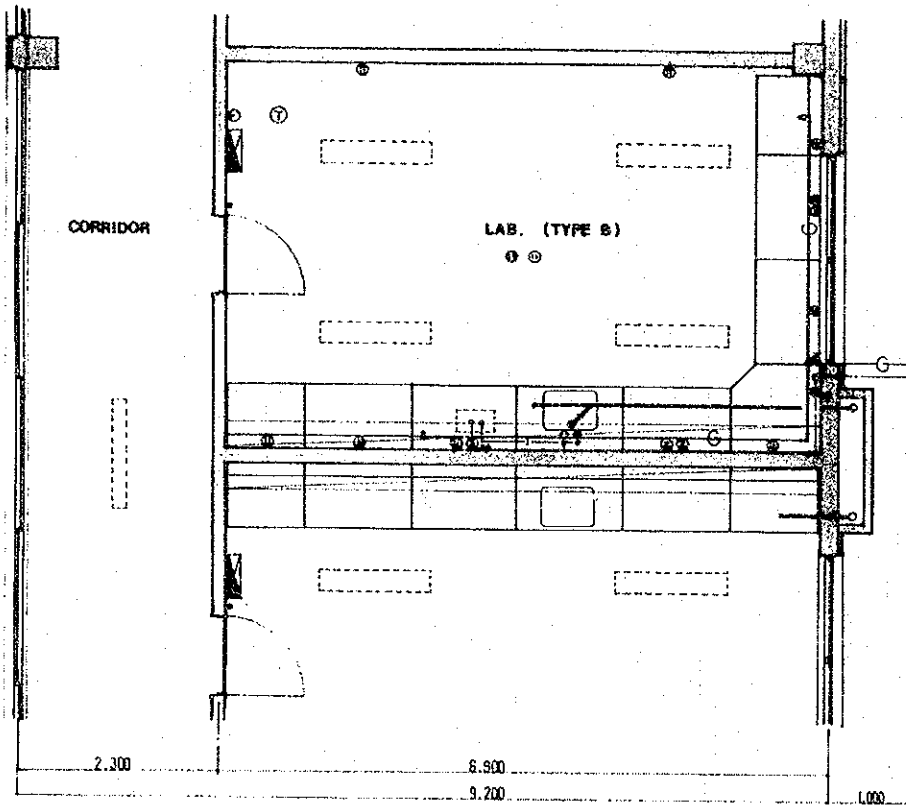 T
CORRIDOR
LAB. (TYPE B)
G
G
G
2.300
6.900
9.200
1.000